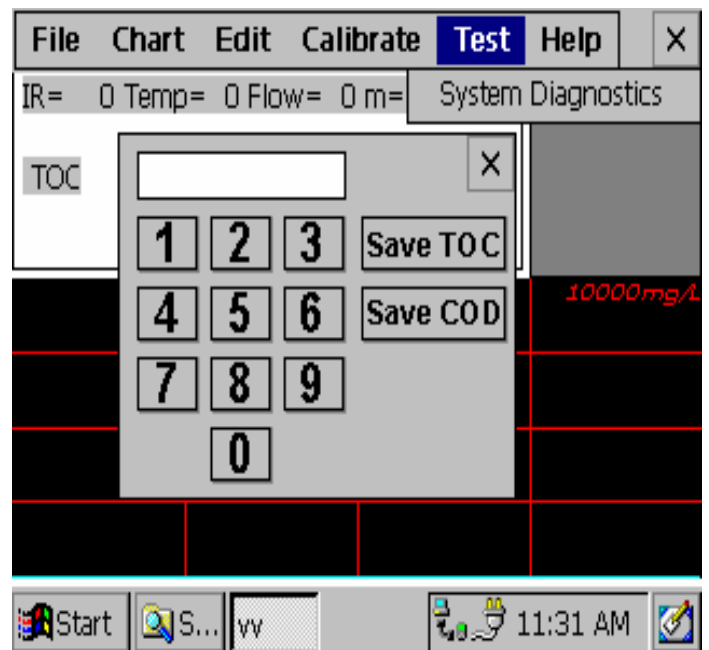 File Chart Edit Calibrate Test Help X
IR= 0 Temp= 0 Flow= 0 m= System Diagnostics
TOC X
1 2 3 Save TOC
10000mg/L
4 5 6 Save COD
7 8 9
0
Start S... vv 11:31 AM